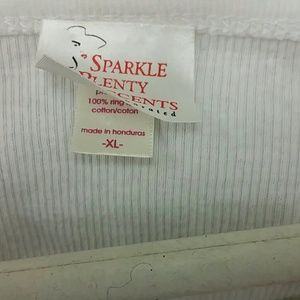 SPARKLE
PLENTY
100% ring
cotton/coton
made in honduras
-XL-